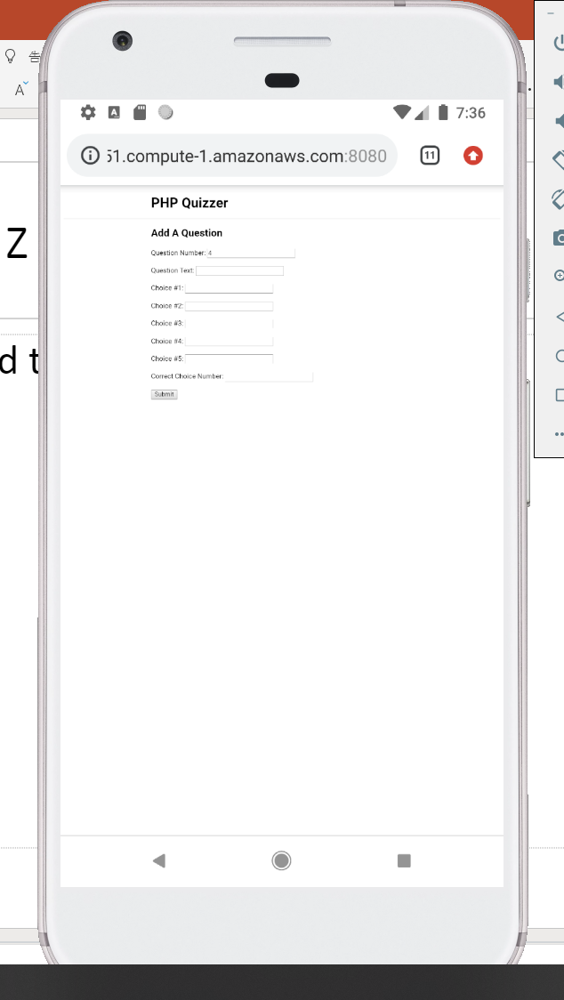 告
A
Z
d t
7:36
51.compute-1.amazonaws.com:8080
11
PHP Quizzer
Add A Question
Question Number: 4
Question Text:
Choice #1:
Choice #2:
Choice #3:
Choice #4:
Choice #5:
Correct Choice Number:
Submit